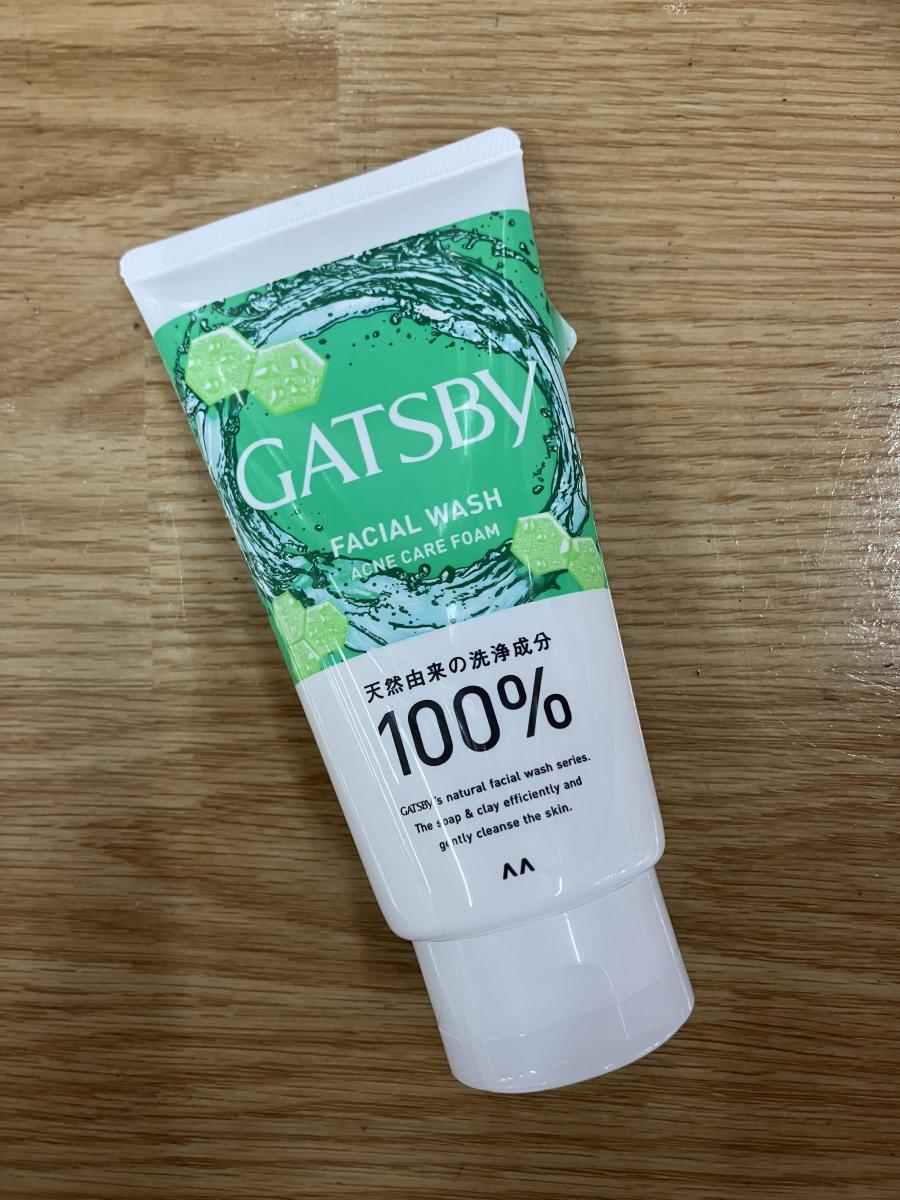 GATSBY
FACIAL WASH
ACNE CARE FOAM
天然由来の洗浄成分
100%
GATSBY's natural facial wash series.
The soap & clay efficiently and
gently cleanse the skin.